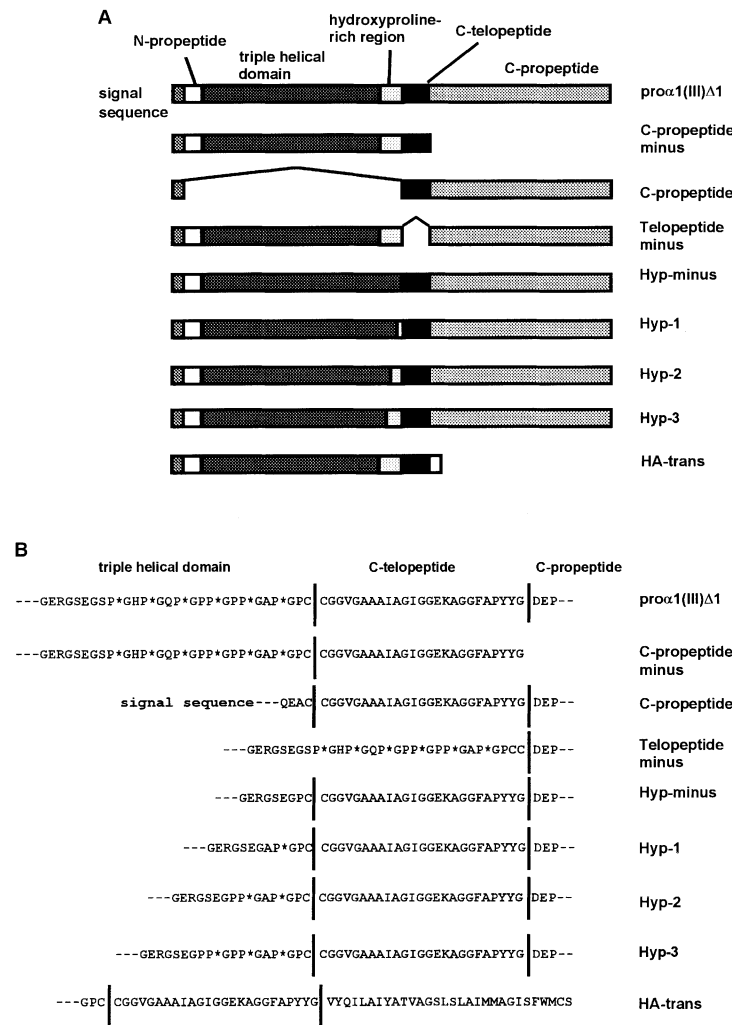 A
hydroxyproline-
rich region
C-telopeptide
N-propeptide
triple helical
domain
C-propeptide
signal
sequence
proα1(III)Δ1
C-propeptide
minus
C-propeptide
Telopeptide
minus
Hyp-minus
Hyp-1
Hyp-2
Hyp-3
HA-trans
B
triple helical domain C-telopeptide C-propeptide
---GERGSEGSP*GHP*GQP*GPP*GPP*GAP*GPC CGGVGAAAIAGIGGEKAGGFAPYYG DEP-- proα1(III)Δ1
---GERGSEGSP*GHP*GQP*GPP*GPP*GAP*GPC CGGVGAAAIAGIGGEKAGGFAPYYG C-propeptide
minus
signal sequence---QEAC CGGVGAAAIAGIGGEKAGGFAPYYG DEP-- C-propeptide
---GERGSEGSP*GHP*GQP*GPP*GPP*GAP*GPCC DEP-- Telopeptide
minus
---GERGSEGPC CGGVGAAAIAGIGGEKAGGFAPYYG DEP-- Hyp-minus
---GERGSEGAP*GPC CGGVGAAAIAGIGGEKAGGFAPYYG DEP-- Hyp-1
---GERGSEGPP*GAP*GPC CGGVGAAAIAGIGGEKAGGFAPYYG DEP-- Hyp-2
---GERGSEGPP*GPP*GAP*GPC CGGVGAAAIAGIGGEKAGGFAPYYG DEP-- Hyp-3
---GPC CGGVGAAAIAGIGGEKAGGFAPYYG VYQILAIYATVAGSLSLAIMMAGISFWMCS HA-trans